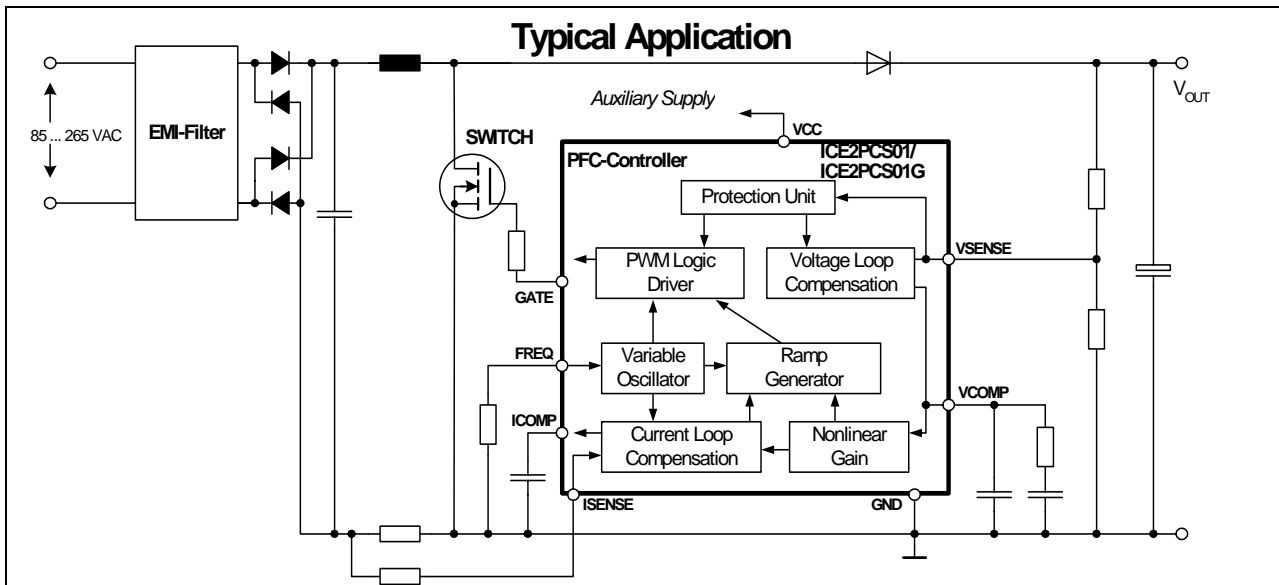 Typical Application
85 ... 265 VAC
EMI-Filter
SWITCH
Auxiliary Supply
VCC
VOUT
PFC-Controller
ICE2PCS01/
ICE2PCS01G
Protection Unit
PWM Logic
Driver
Voltage Loop
Compensation
VSENSE
GATE
FREQ
Variable
Oscillator
Ramp
Generator
VCOMP
ICOMP
Current Loop
Compensation
Nonlinear
Gain
ISENSE
GND